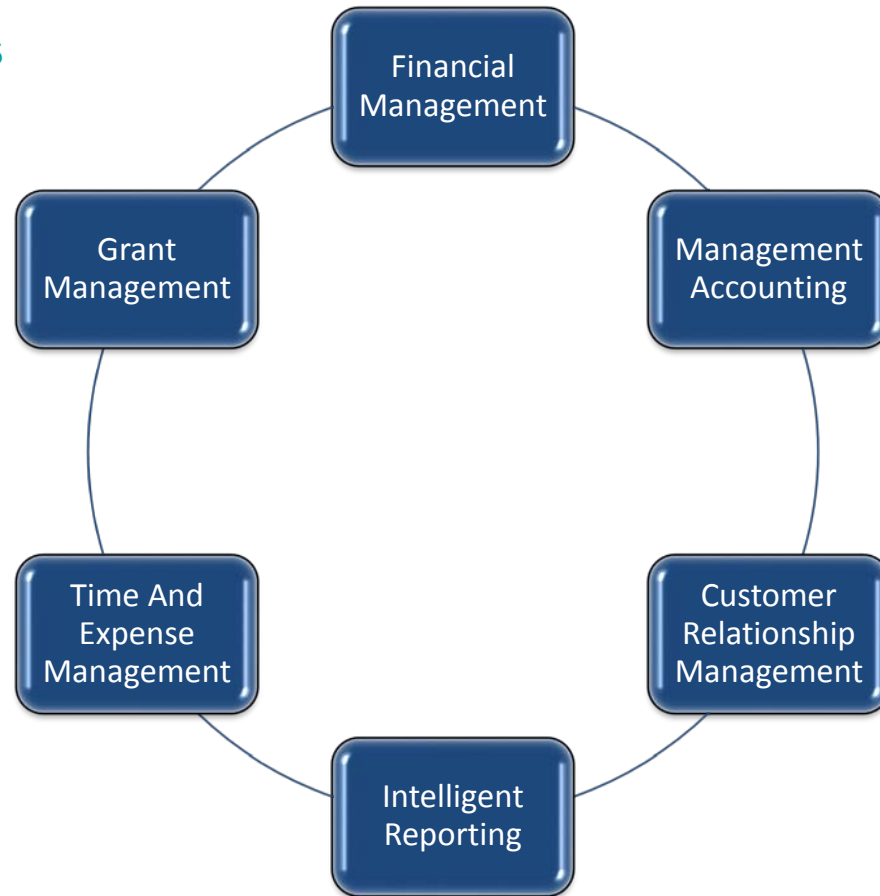 Financial
Management
Management
Accounting
Customer
Relationship
Management
Intelligent
Reporting
Time And
Expense
Management
Grant
Management